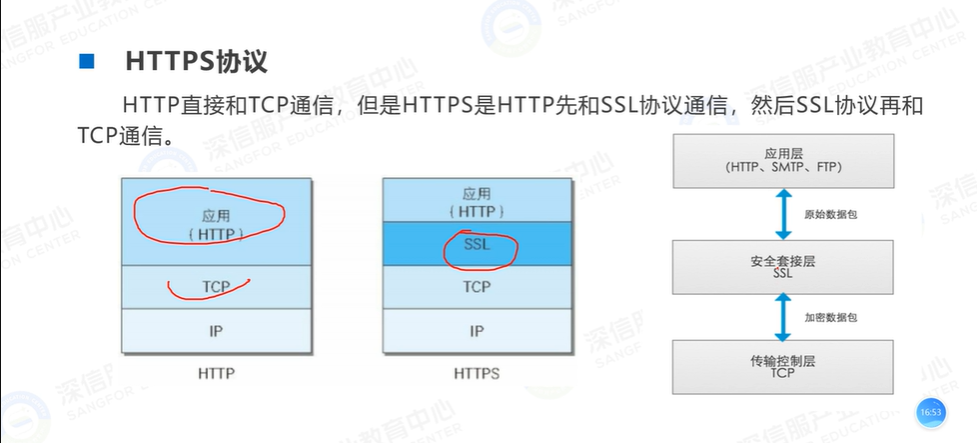 HTTPS协议
HTTP直接和TCP通信，但是HTTPS是HTTP先和SSL协议通信，然后SSL协议再和
TCP通信。
应用
( HTTP )
TCP
IP
HTTP
应用
( HTTP )
SSL
TCP
IP
HTTPS
应用层
(HTTP、SMTP、FTP)
原始数据包
安全套接层
SSL
加密数据包
传输控制层
TCP
16:53
深信服产业教育中心
SANGFOR EDUCATION CENTER